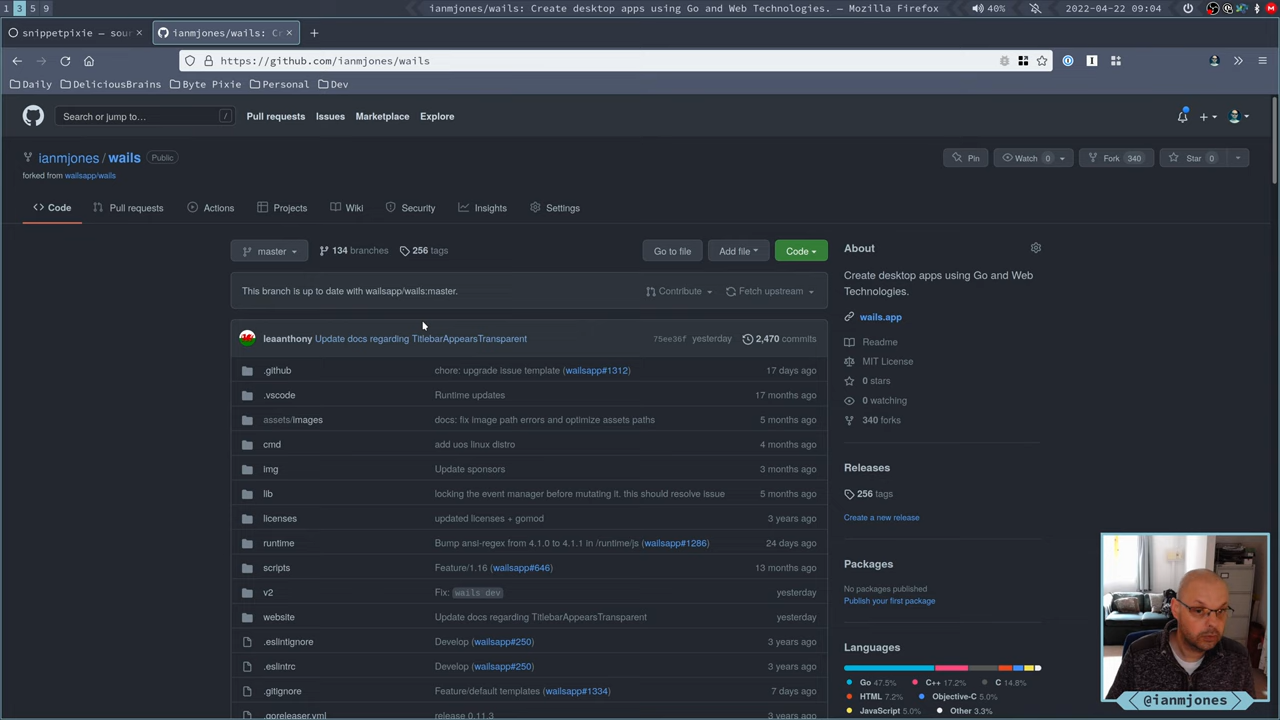 1 3 5 9
ianmjones/wails: Create desktop apps using Go and Web Technologies. — Mozilla Firefox
40%
2022-04-22 09:04
snippetpixie — sour
ianmjones/wails: Cr
https://github.com/ianmjones/wails
Daily DeliciousBrains Byte Pixie Personal Dev
Search or jump to… /
Pull requests Issues Marketplace Explore
ianmjones / wails Public
Pin Watch 0 Fork 340 Star 0
forked from wailsapp/wails
Code Pull requests Actions Projects Wiki Security Insights Settings
master 134 branches 256 tags
Go to file Add file Code
About
Create desktop apps using Go and Web
Technologies.
This branch is up to date with wailsapp/wails:master.
Contribute Fetch upstream
wails.app
leaanthony Update docs regarding TitlebarAppearsTransparent 75ee36f yesterday 2,470 commits
Readme
MIT License
0 stars
0 watching
340 forks
.github chore: upgrade issue template (wailsapp#1312) 17 days ago
.vscode Runtime updates 17 months ago
assets/images docs: fix image path errors and optimize assets paths 5 months ago
cmd add uos linux distro 4 months ago
img Update sponsors 3 months ago
lib locking the event manager before mutating it. this should resolve issue 5 months ago
licenses updated licenses + gomod 3 years ago
runtime Bump ansi-regex from 4.1.0 to 4.1.1 in /runtime/js (wailsapp#1286) 24 days ago
scripts Feature/1.16 (wailsapp#646) 13 months ago
v2 Fix: wails dev yesterday
website Update docs regarding TitlebarAppearsTransparent yesterday
.eslintignore Develop (wailsapp#250) 3 years ago
.eslintrc Develop (wailsapp#250) 3 years ago
.gitignore Feature/default templates (wailsapp#1334) 7 days ago
.goreleaser.yml release 0.11.3 2 years ago
Releases
256 tags
Create a new release
Packages
No packages published
Publish your first package
Languages
Go 47.5% C++ 17.2% C 14.8%
HTML 7.2% Objective-C 5.0%
JavaScript 5.0% Other 3.3%
</> @ianmjones </>